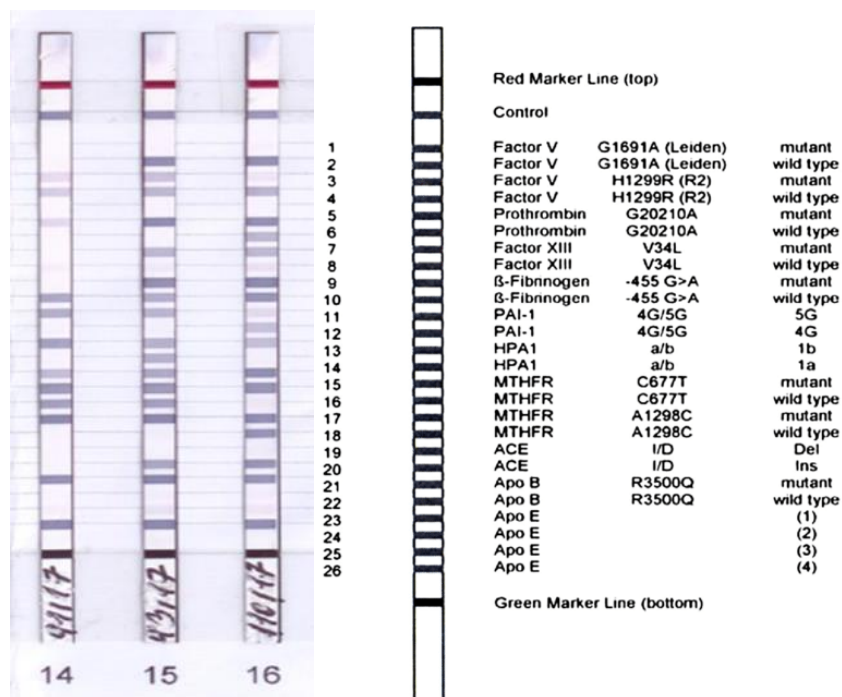 Red Marker Line (top)
Control
1 Factor V G1691A (Leiden) mutant
2 Factor V G1691A (Leiden) wild type
3 Factor V H1299R (R2) mutant
4 Factor V H1299R (R2) wild type
5 Prothrombin G20210A mutant
6 Prothrombin G20210A wild type
7 Factor XIII V34L mutant
8 Factor XIII V34L wild type
9 ß-Fibrinogen -455 G>A mutant
10 ß-Fibrinogen -455 G>A wild type
11 PAI-1 4G/5G 5G
12 PAI-1 4G/5G 4G
13 HPA1 a/b 1b
14 HPA1 a/b 1a
15 MTHFR C677T mutant
16 MTHFR C677T wild type
17 MTHFR A1298C mutant
18 MTHFR A1298C wild type
19 ACE I/D Del
20 ACE I/D Ins
21 Apo B R3500Q mutant
22 Apo B R3500Q wild type
23 Apo E (1)
24 Apo E (2)
25 Apo E (3)
26 Apo E (4)
Green Marker Line (bottom)
41/17 43/17 110/17
14 15 16